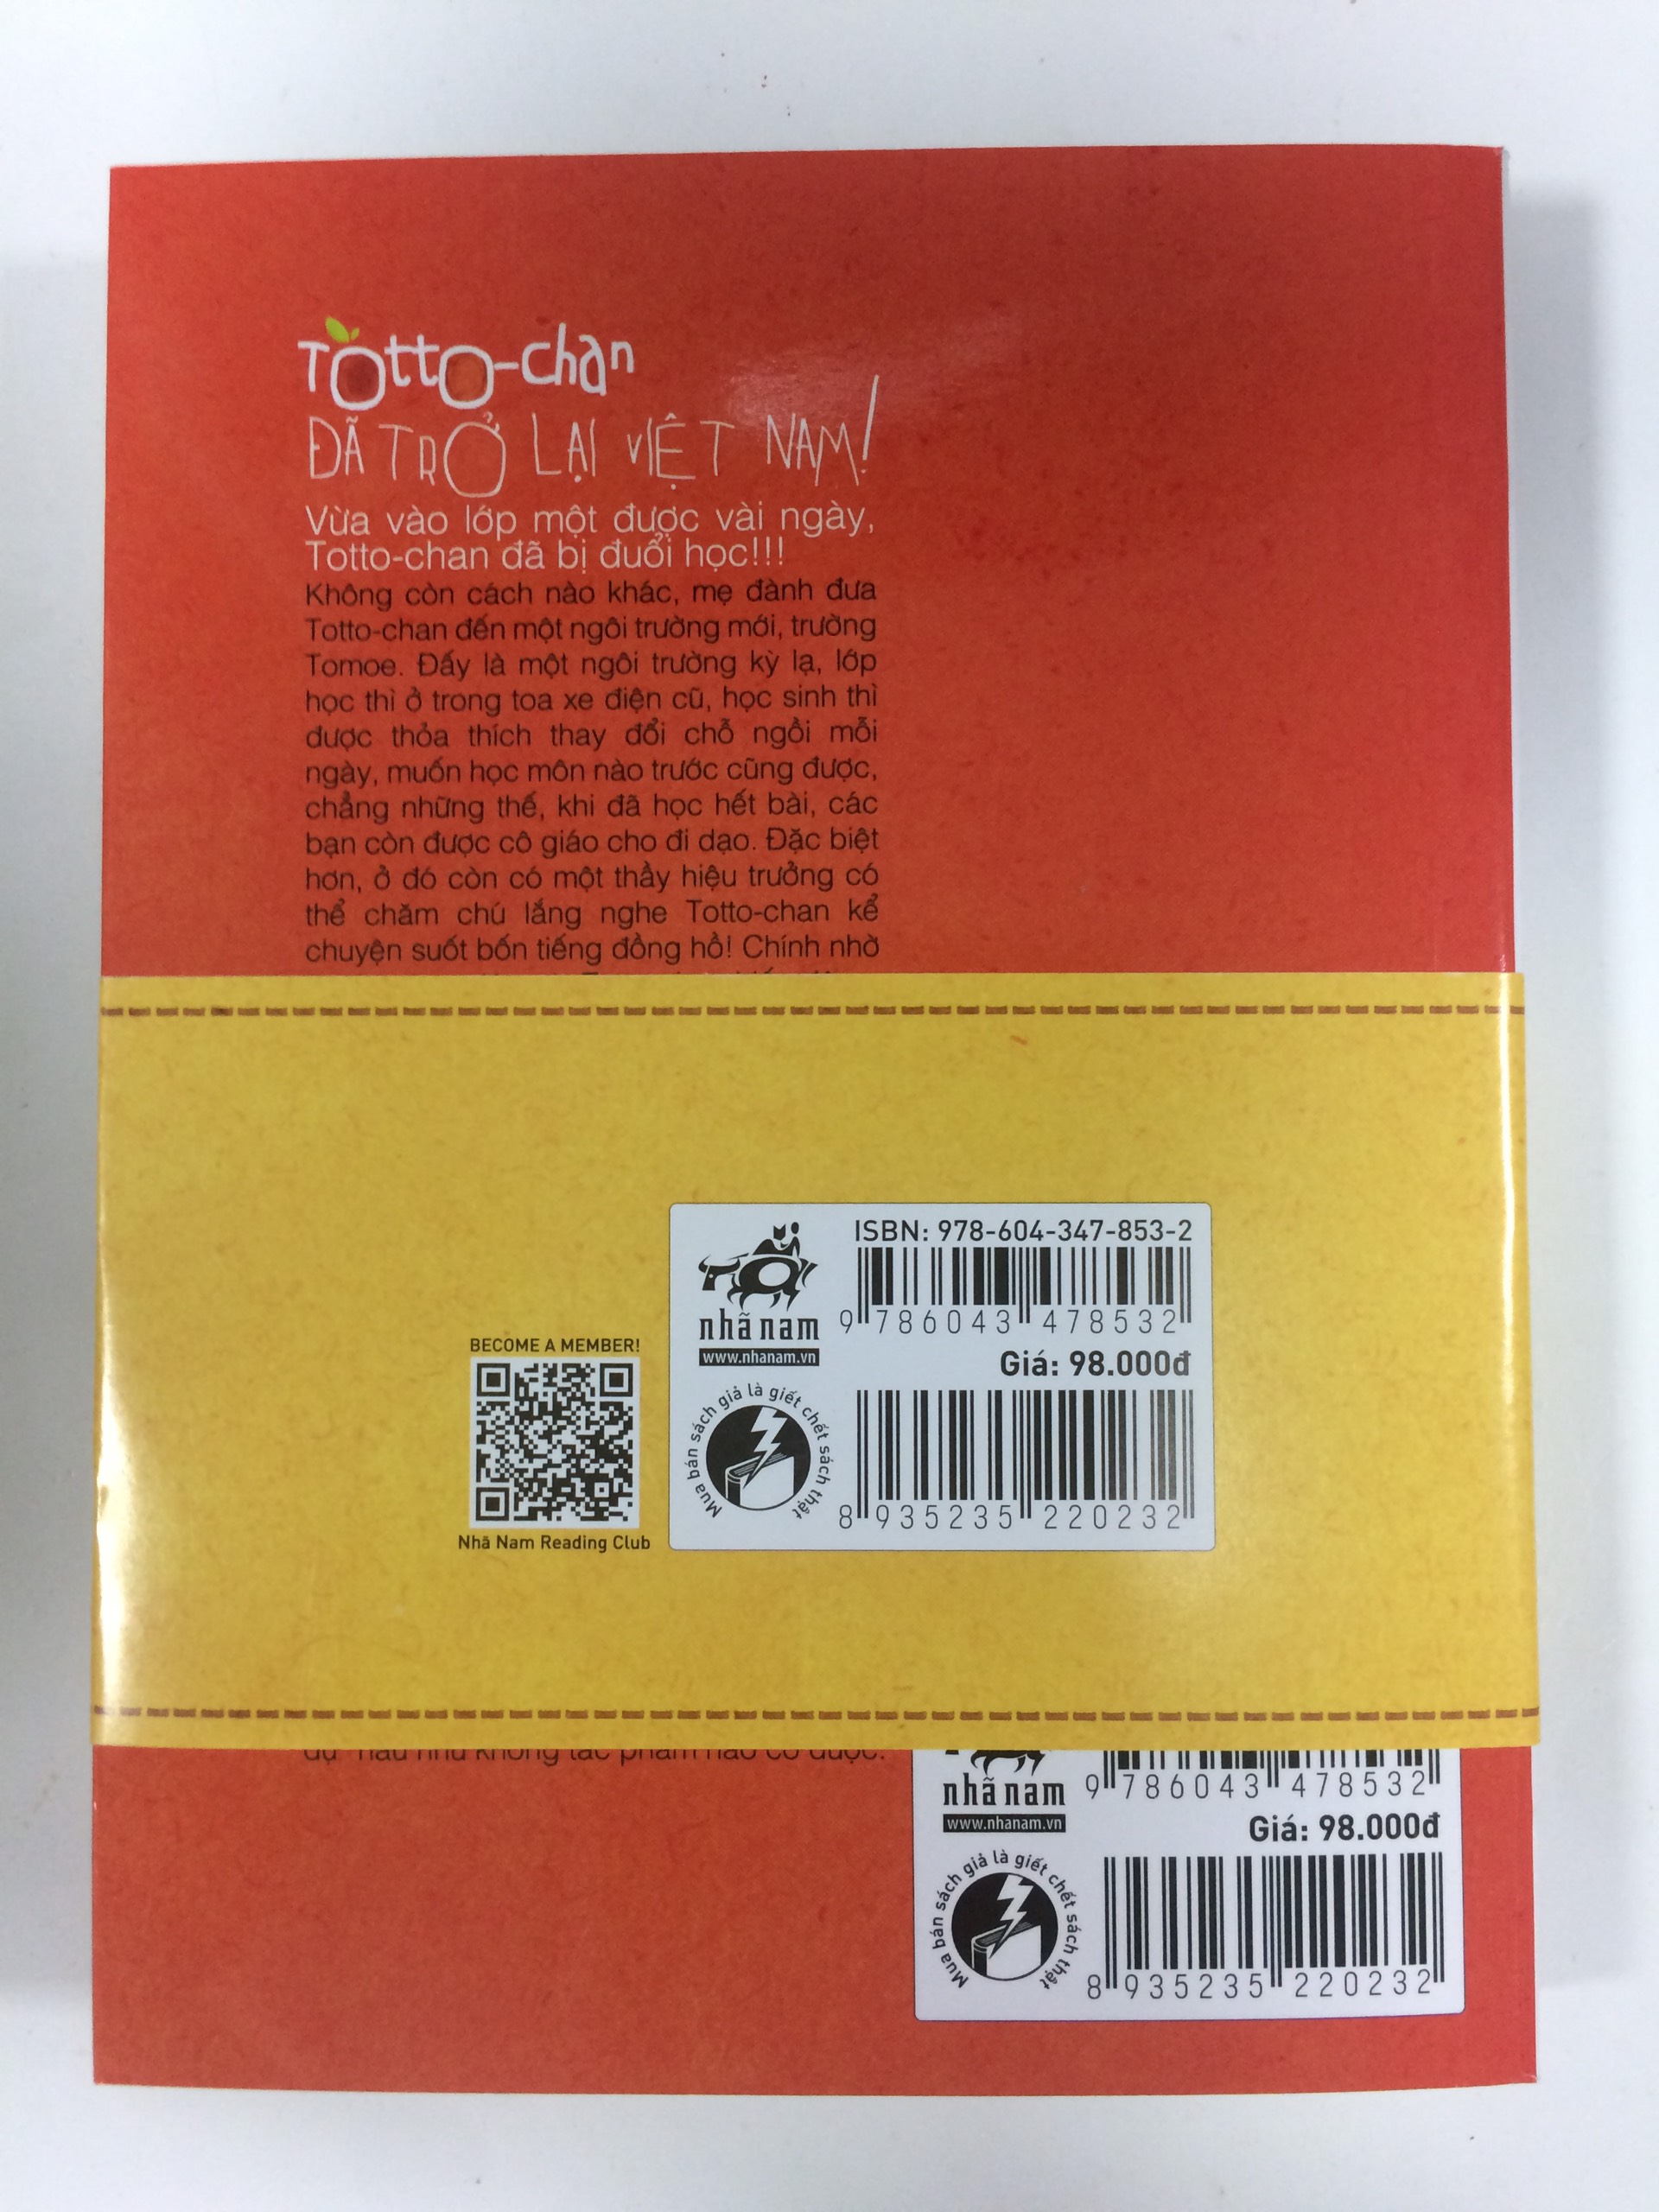 Totto-chan
ĐÃ TRỞ LẠI VIỆT NAM!
Vừa vào lớp một được vài ngày,
Totto-chan đã bị đuổi học!!!
Không còn cách nào khác, mẹ đành đưa
Totto-chan đến một ngôi trường mới, trường
Tomoe. Đấy là một ngôi trường kỳ lạ, lớp
học thì ở trong toa xe điện cũ, học sinh thì
được thỏa thích thay đổi chỗ ngồi mỗi
ngày, muốn học môn nào trước cũng được,
chẳng những thế, khi đã học hết bài, các
bạn còn được cô giáo cho đi dạo. Đặc biệt
hơn, ở đó còn có một thầy hiệu trưởng có
thể chăm chú lắng nghe Totto-chan kể
chuyện suốt bốn tiếng đồng hồ! Chính nhờ
ISBN: 978-604-347-853-2
9 786043 478532
nhã nam
www.nhanam.vn
Giá: 98.000đ
Mua bán sách giả là giết chết sách thật
8 935235 220232
BECOME A MEMBER!
Nhã Nam Reading Club
như không tác phẩm nào có được.
9 786043 478532
nhã nam
www.nhanam.vn
Giá: 98.000đ
Mua bán sách giả là giết chết sách thật
8 935235 220232